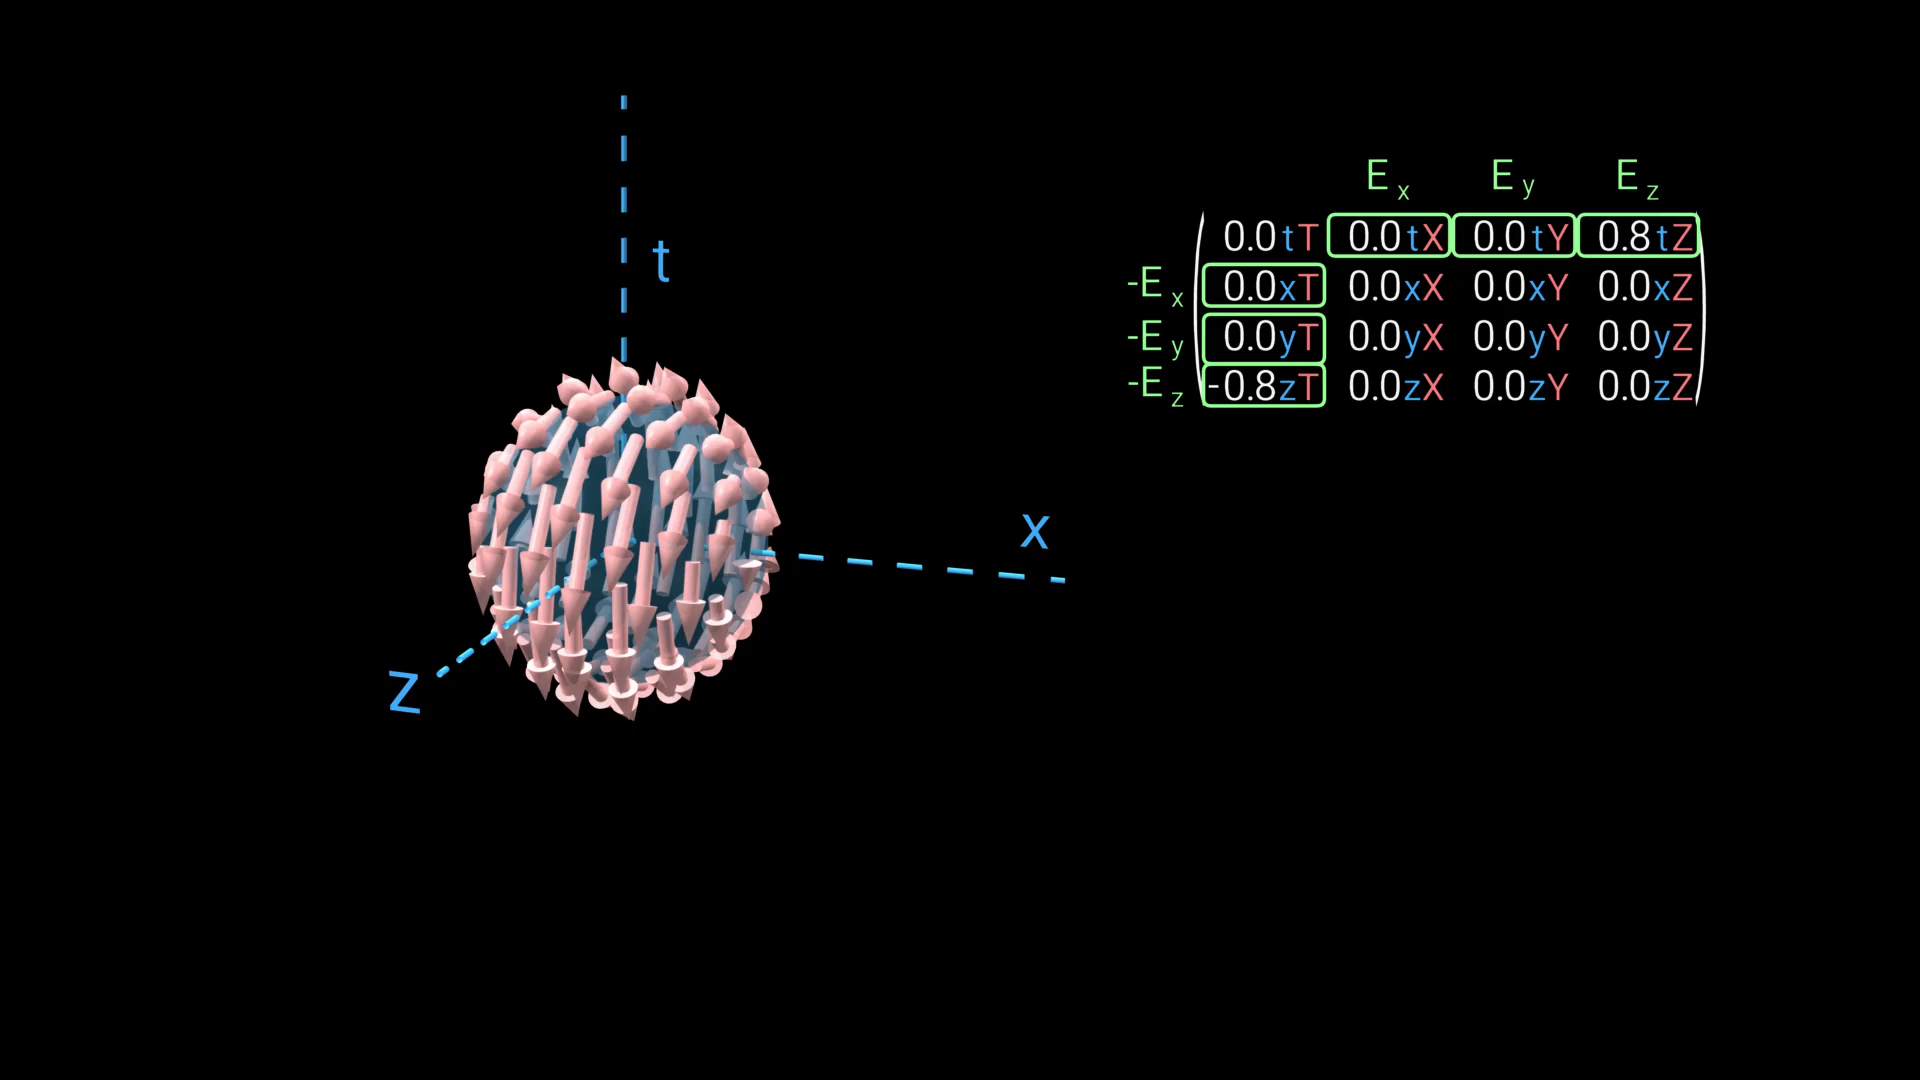 t
x
z
E x E y E z
0.0tT 0.0tX 0.0tY 0.8tZ
-E x 0.0xT 0.0xX 0.0xY 0.0xZ
-E y 0.0yT 0.0yX 0.0yY 0.0yZ
-E z -0.8zT 0.0zX 0.0zY 0.0zZ